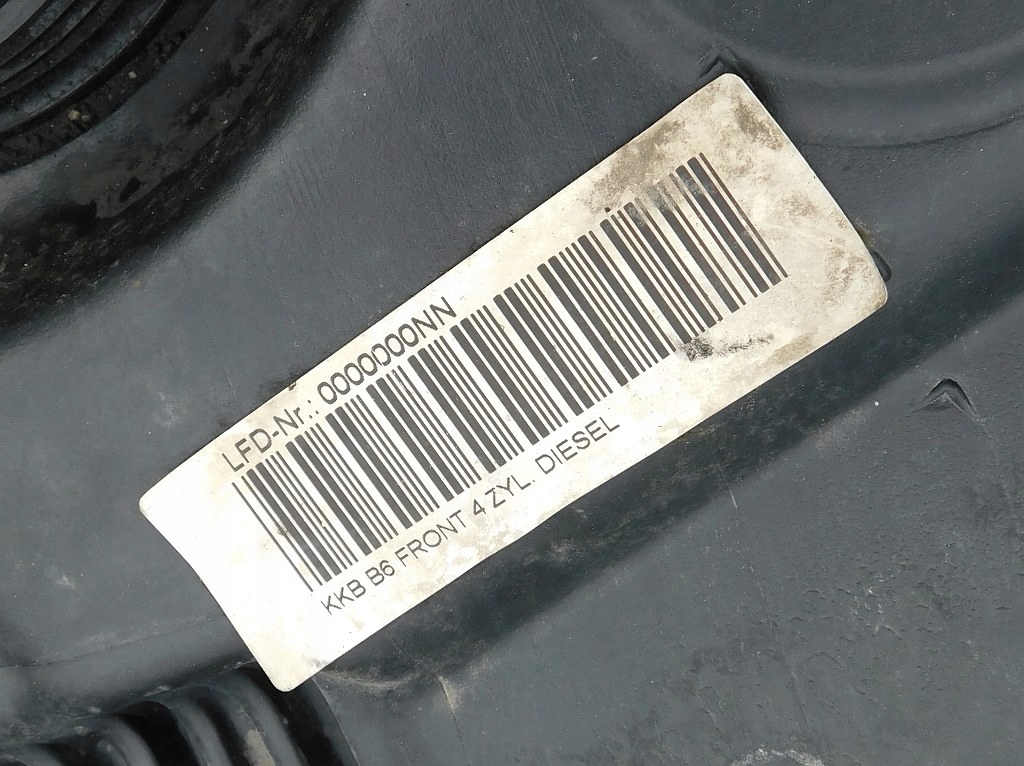 LFD-Nr.: 0000000NN
KKB B6 FRONT 4 ZYL. DIESEL